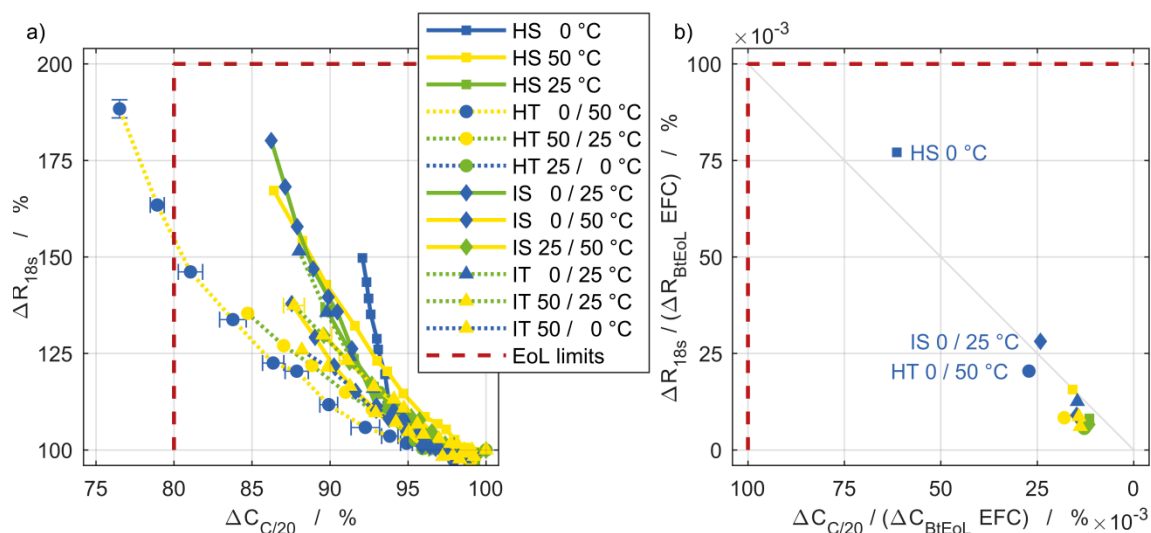 a)
200
175
150
125
100
75 80 85 90 95 100
ΔR18s / %
ΔCC/20 / %
HS 0 °C
HS 50 °C
HS 25 °C
HT 0 / 50 °C
HT 50 / 25 °C
HT 25 / 0 °C
IS 0 / 25 °C
IS 0 / 50 °C
IS 25 / 50 °C
IT 0 / 25 °C
IT 50 / 25 °C
IT 50 / 0 °C
EoL limits
b)
×10-3
100
75
50
25
0
100 75 50 25 0
ΔR18s / (ΔRBtEoL EFC) / %
ΔCC/20 / (ΔCBtEoL EFC) / % ×10-3
HS 0 °C
IS 0 / 25 °C
HT 0 / 50 °C